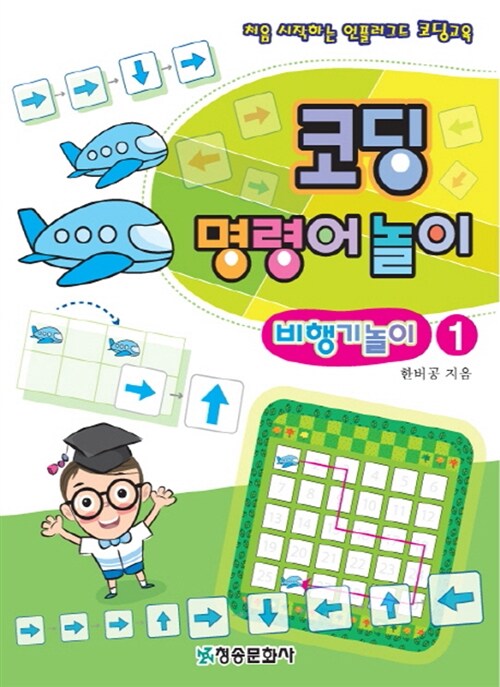 처음 시작하는 언플러그드 코딩교육
코딩
명령어 놀이
비행기놀이 1
한버공 지음
청송문화사